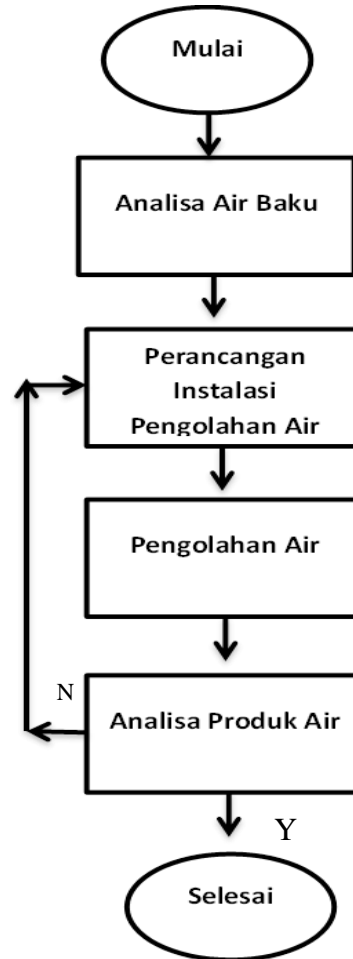 Mulai
Analisa Air Baku
Perancangan
Instalasi
Pengolahan Air
Pengolahan Air
N
Analisa Produk Air
Y
Selesai